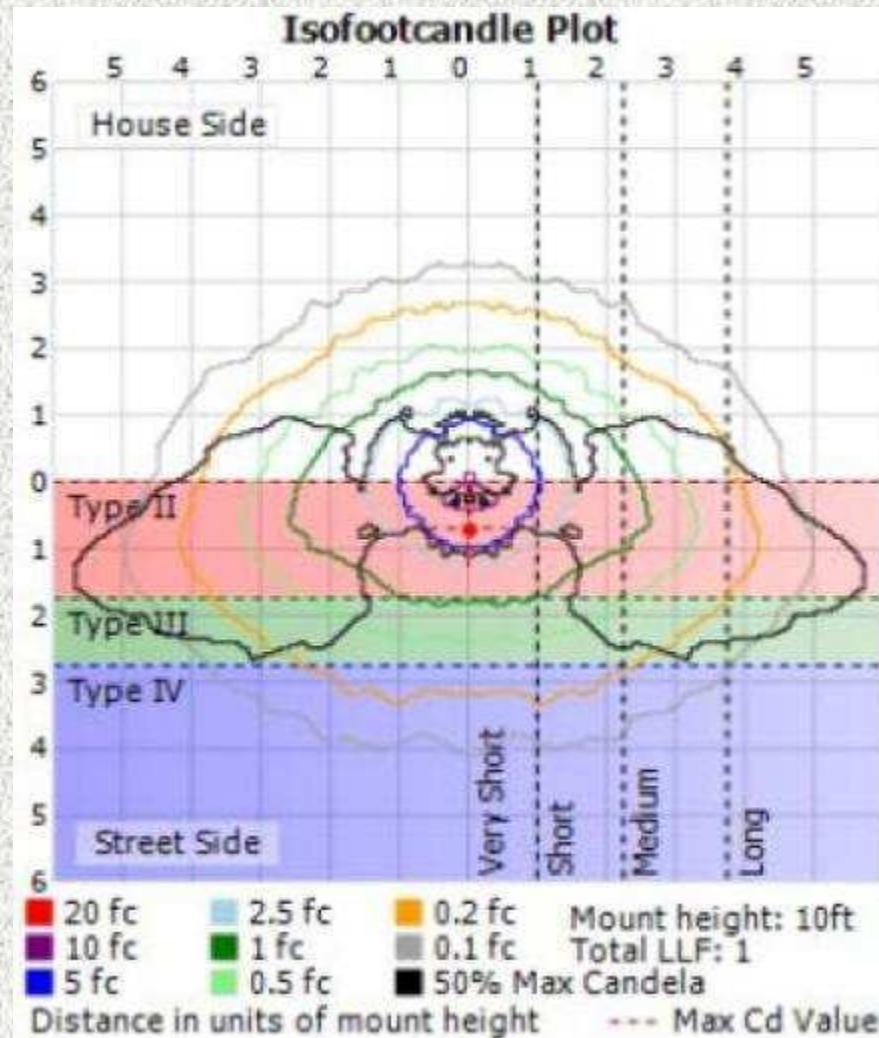 Isofootcandle Plot
5 4 3 2 1 0 1 2 3 4 5
6
House Side
5
4
3
2
1
0
Type II
1
2
Type III
3
Type IV
4
5
Street Side
6
Very Short
Short
Medium
Long
20 fc 2.5 fc 0.2 fc Mount height: 10ft
10 fc 1 fc 0.1 fc Total LLF: 1
5 fc 0.5 fc 50% Max Candela
Distance in units of mount height --- Max Cd Value